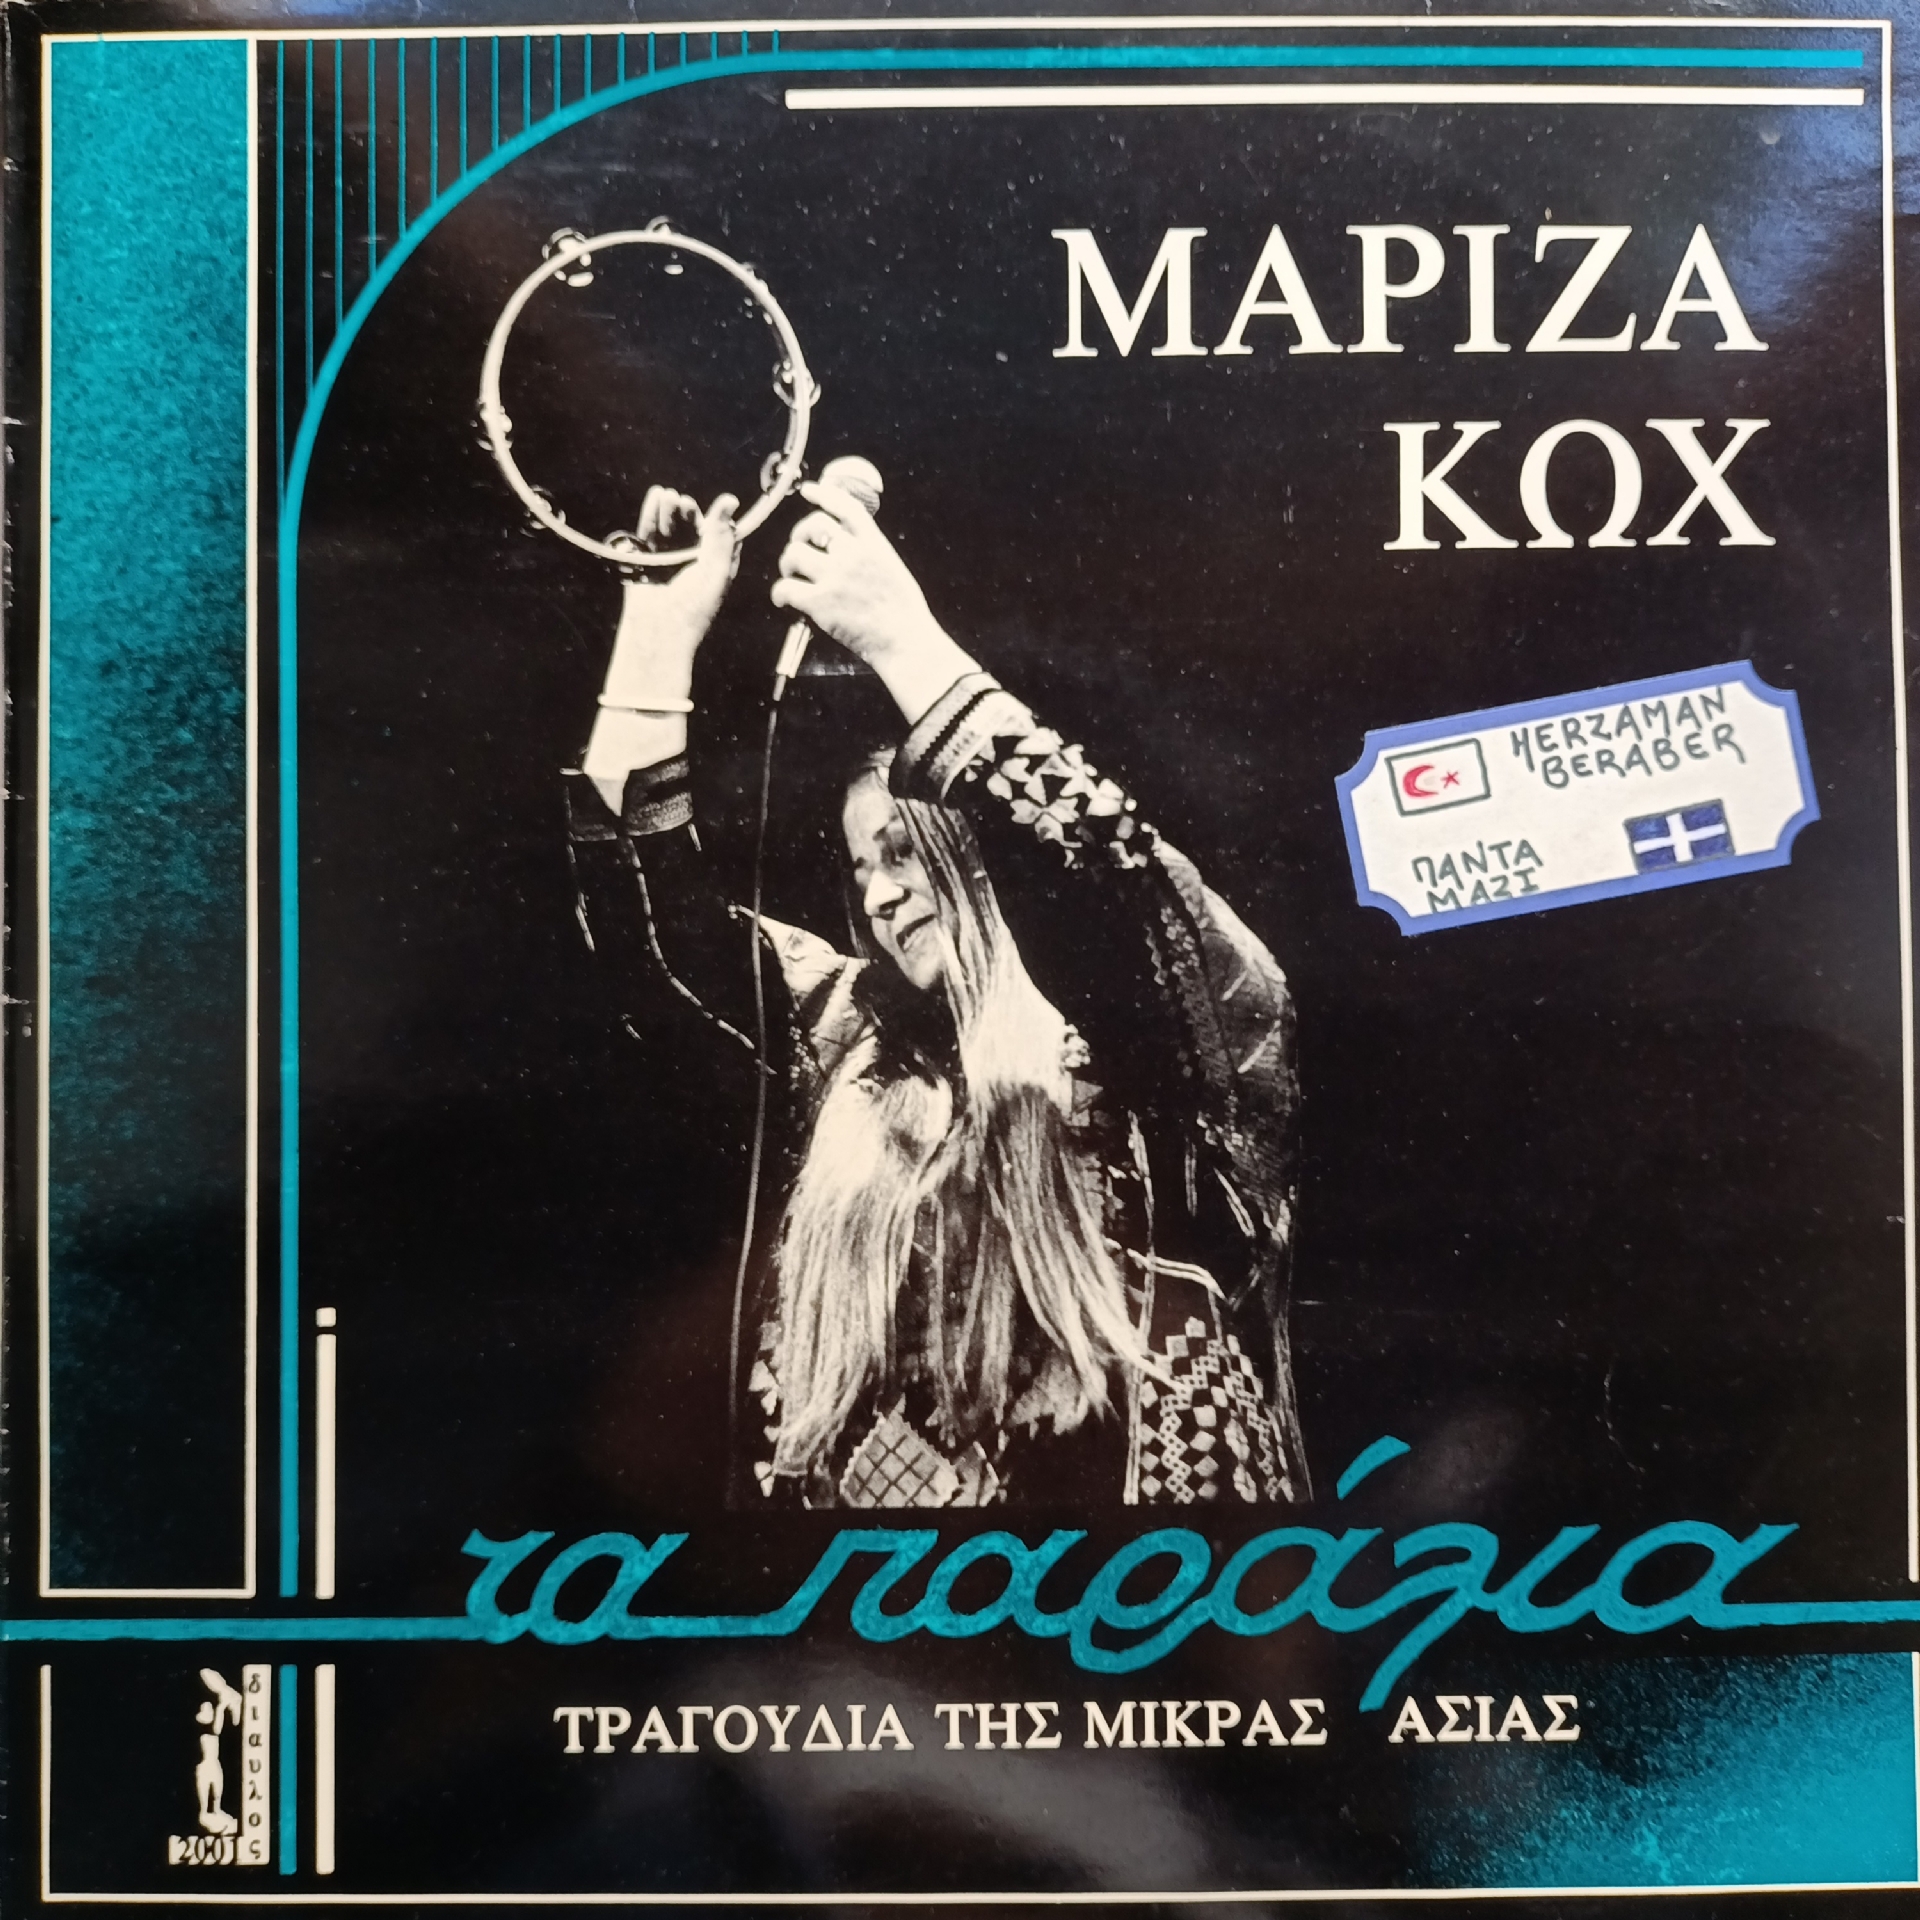 ΜΑΡΙΖΑ
ΚΩΧ
HERZAMAN
BERABER
ΠΑΝΤΑ
ΜΑΖΙ
τα παράλια
ΤΡΑΓΟΥΔΙΑ ΤΗΣ ΜΙΚΡΑΣ ΑΣΙΑΣ
δίαυλος
2001